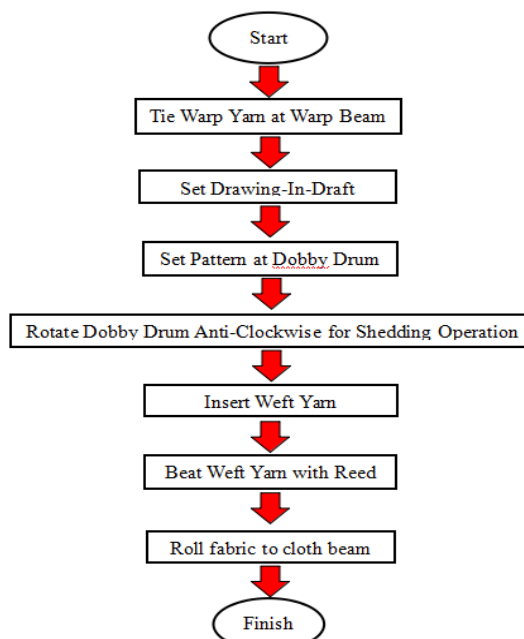 Start
Tie Warp Yarn at Warp Beam
Set Drawing-In-Draft
Set Pattern at Dobby Drum
Rotate Dobby Drum Anti-Clockwise for Shedding Operation
Insert Weft Yarn
Beat Weft Yarn with Reed
Roll fabric to cloth beam
Finish